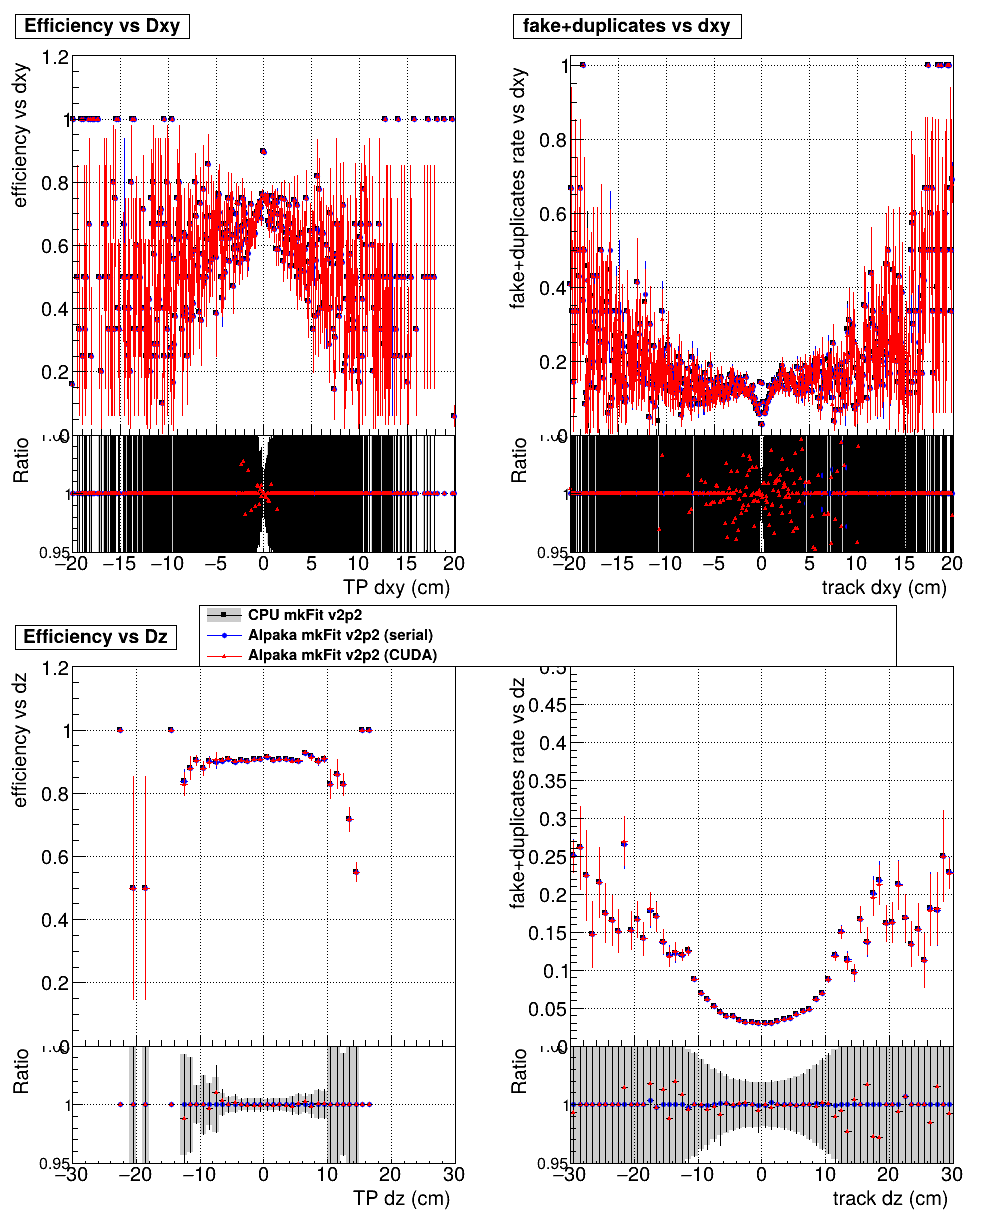 Efficiency vs Dxy
fake+duplicates vs dxy
efficiency vs dxy
1.2
1
0.8
0.6
0.4
0.2
0
Ratio
1
0.95
−20 −15 −10 −5 0 5 10 15 20
TP dxy (cm)
fake+duplicates rate vs dxy
1
0.8
0.6
0.4
0.2
0
Ratio
1
0.95
−20 −15 −10 −5 0 5 10 15 20
track dxy (cm)
CPU mkFit v2p2
Alpaka mkFit v2p2 (serial)
Alpaka mkFit v2p2 (CUDA)
Efficiency vs Dz
efficiency vs dz
1.2
1
0.8
0.6
0.4
0.2
0
Ratio
1
0.95
−30 −20 −10 0 10 20 30
TP dz (cm)
fake+duplicates rate vs dz
0.5
0.45
0.4
0.35
0.3
0.25
0.2
0.15
0.1
0.05
0
Ratio
1
0.95
−30 −20 −10 0 10 20 30
track dz (cm)